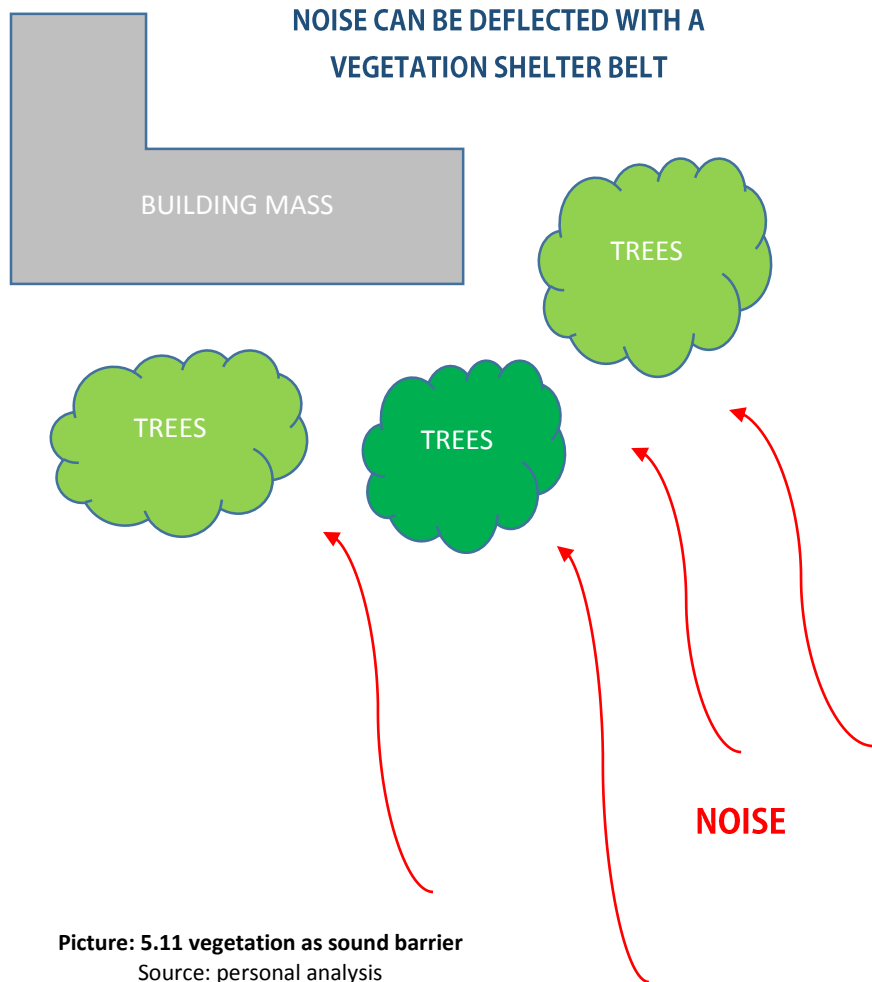 NOISE CAN BE DEFLECTED WITH A
VEGETATION SHELTER BELT
BUILDING MASS
TREES
TREES
TREES
NOISE
Picture: 5.11 vegetation as sound barrier
Source: personal analysis